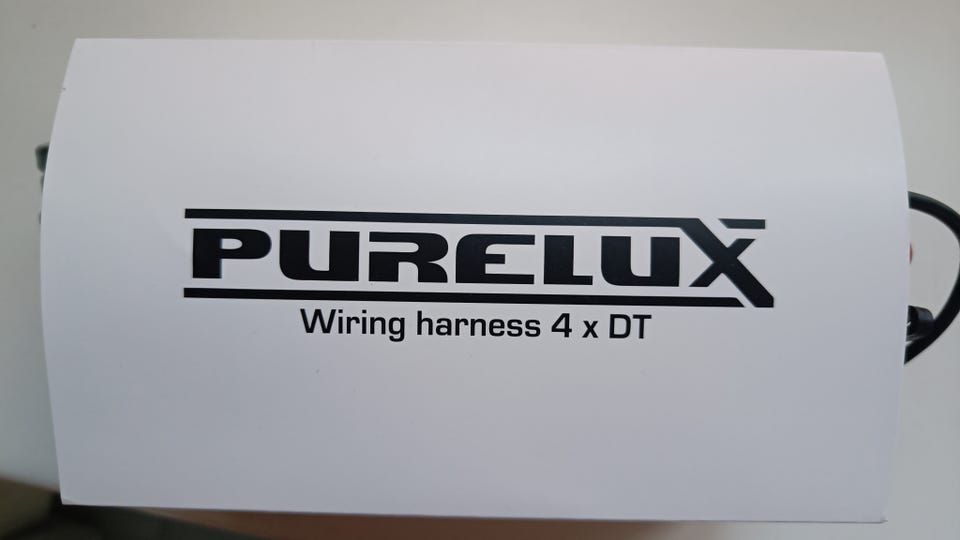 PURELUX
Wiring harness 4 x DT